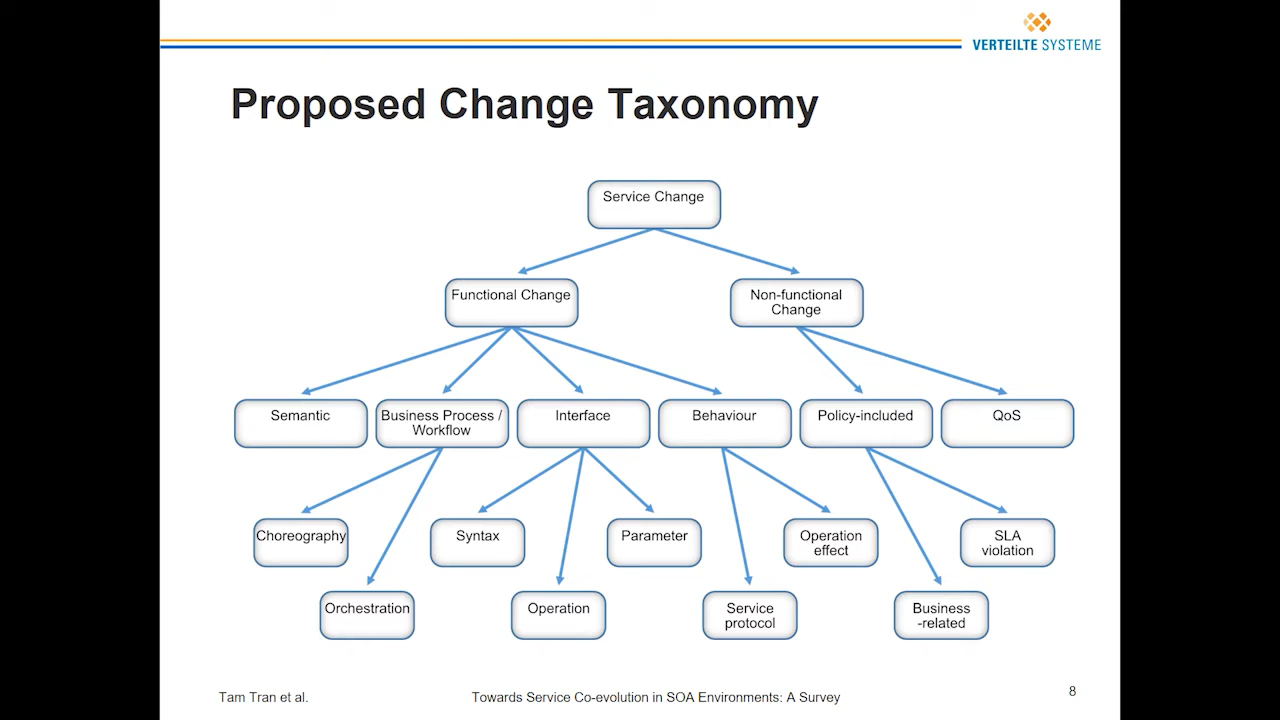 VERTEILTE SYSTEME
Proposed Change Taxonomy
Service Change
Functional Change
Non-functional
Change
Semantic
Business Process /
Workflow
Interface
Behaviour
Policy-included
QoS
Choreography
Syntax
Parameter
Operation
effect
SLA
violation
Orchestration
Operation
Service
protocol
Business
-related
Tam Tran et al.
Towards Service Co-evolution in SOA Environments: A Survey
8